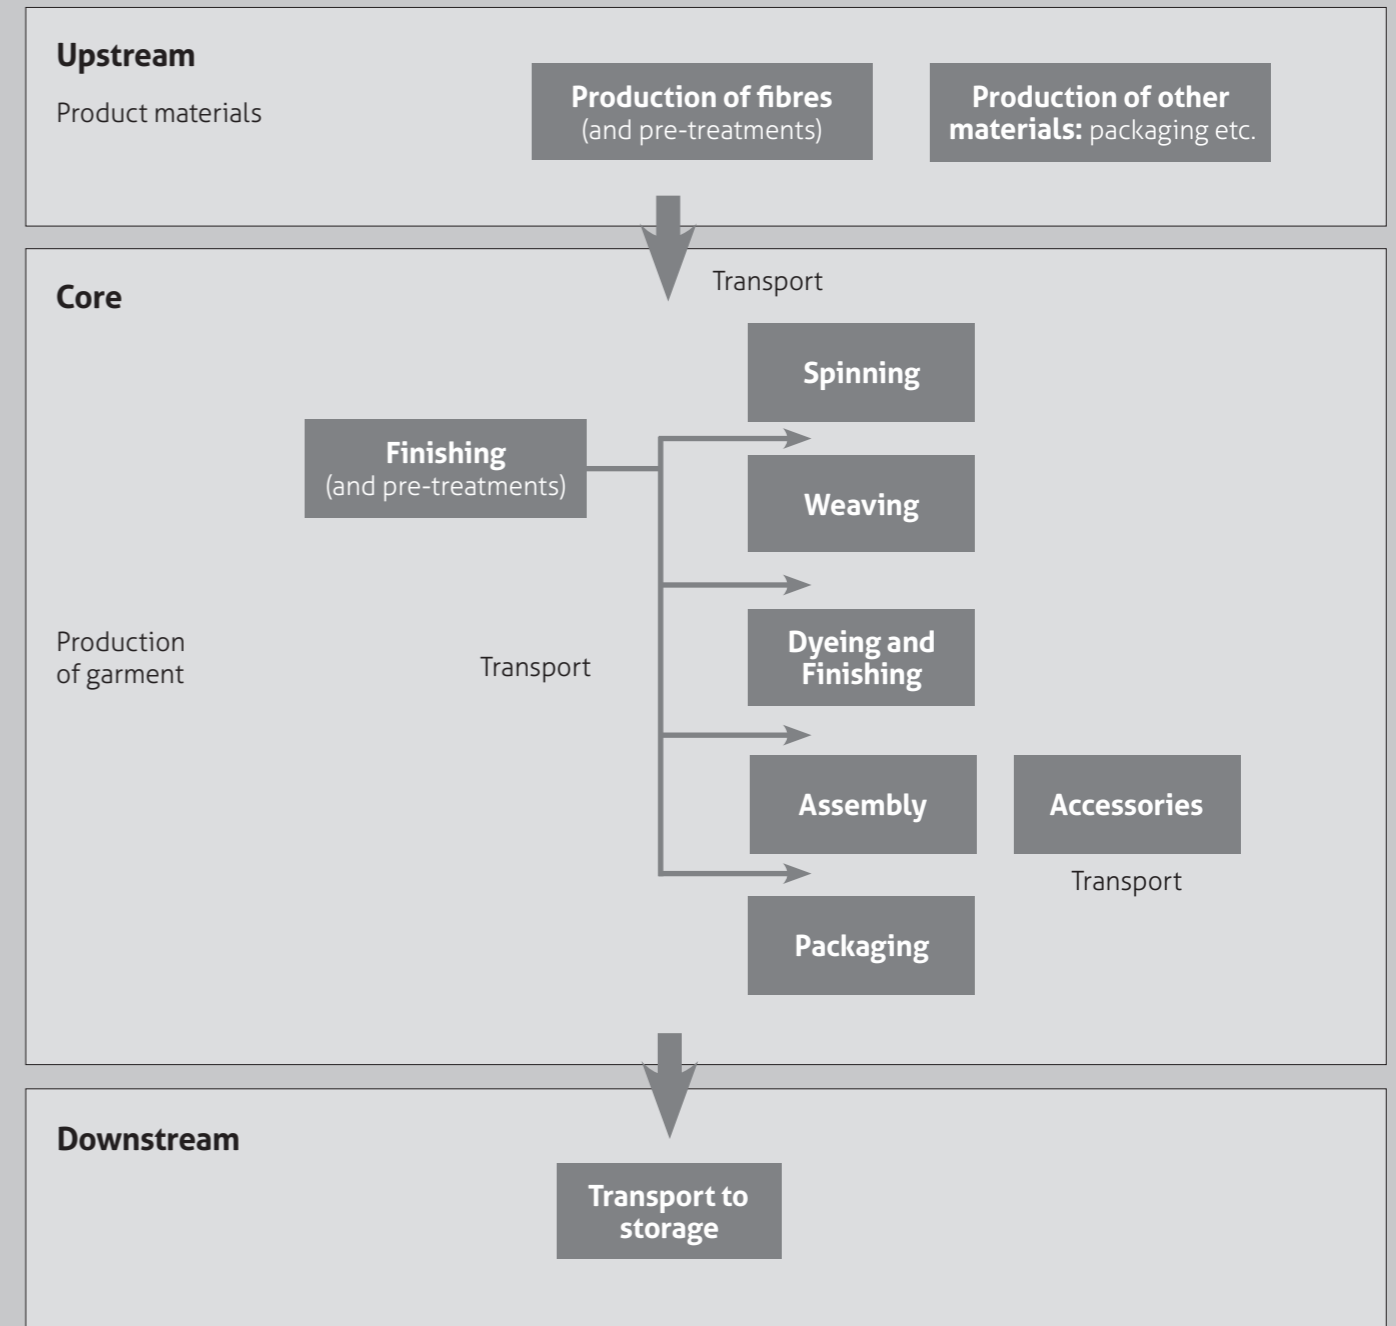 Upstream
Product materials
Production of fibres
(and pre-treatments)
Production of other
materials: packaging etc.
Core
Transport
Spinning
Finishing
(and pre-treatments)
Weaving
Production
of garment
Transport
Dyeing and
Finishing
Assembly
Accessories
Transport
Packaging
Downstream
Transport to
storage